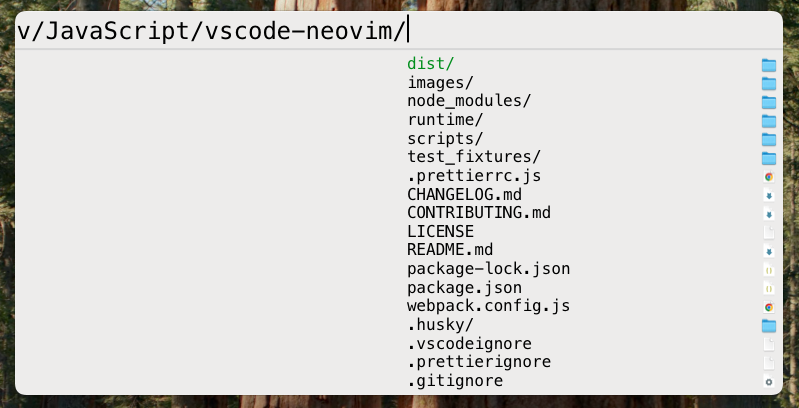 v/JavaScript/vscode-neovim/
dist/
images/
node_modules/
runtime/
scripts/
test_fixtures/
.prettierrc.js
CHANGELOG.md
CONTRIBUTING.md
LICENSE
README.md
package-lock.json
package.json
webpack.config.js
.husky/
.vscodeignore
.prettierignore
.gitignore